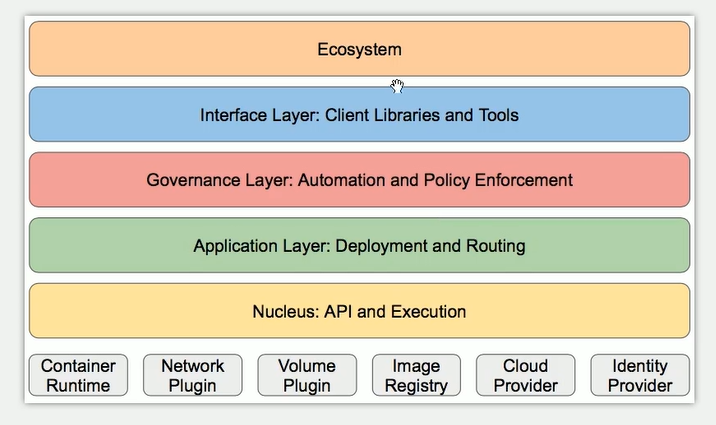 Ecosystem
Interface Layer: Client Libraries and Tools
Governance Layer: Automation and Policy Enforcement
Application Layer: Deployment and Routing
Nucleus: API and Execution
Container
Runtime
Network
Plugin
Volume
Plugin
Image
Registry
Cloud
Provider
Identity
Provider